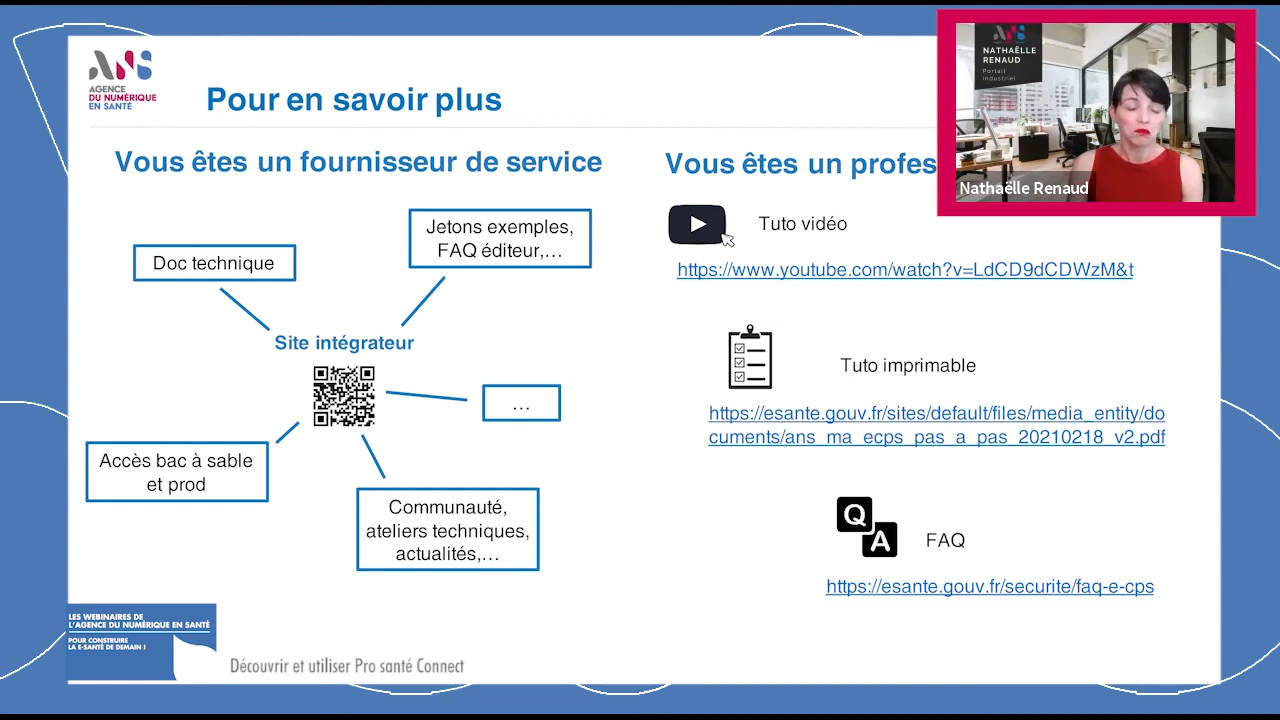 ANS
AGENCE
DU NUMÉRIQUE
EN SANTÉ
Pour en savoir plus
Vous êtes un fournisseur de service
Doc technique
Jetons exemples,
FAQ éditeur,…
Site intégrateur
…
Accès bac à sable
et prod
Communauté,
ateliers techniques,
actualités,…
Vous êtes un profes
Tuto vidéo
https://www.youtube.com/watch?v=LdCD9dCDWzM&t
Tuto imprimable
https://esante.gouv.fr/sites/default/files/media_entity/do
cuments/ans_ma_ecps_pas_a_pas_20210218_v2.pdf
Q
A
FAQ
https://esante.gouv.fr/securite/faq-e-cps
ANS
NATHAËLLE
RENAUD
Portail
industriel
Nathaëlle Renaud
LES WEBINAIRES DE
L'AGENCE DU NUMÉRIQUE EN SANTÉ
POUR CONSTRUIRE
LA E-SANTÉ DE DEMAIN !
Découvrir et utiliser Pro santé Connect